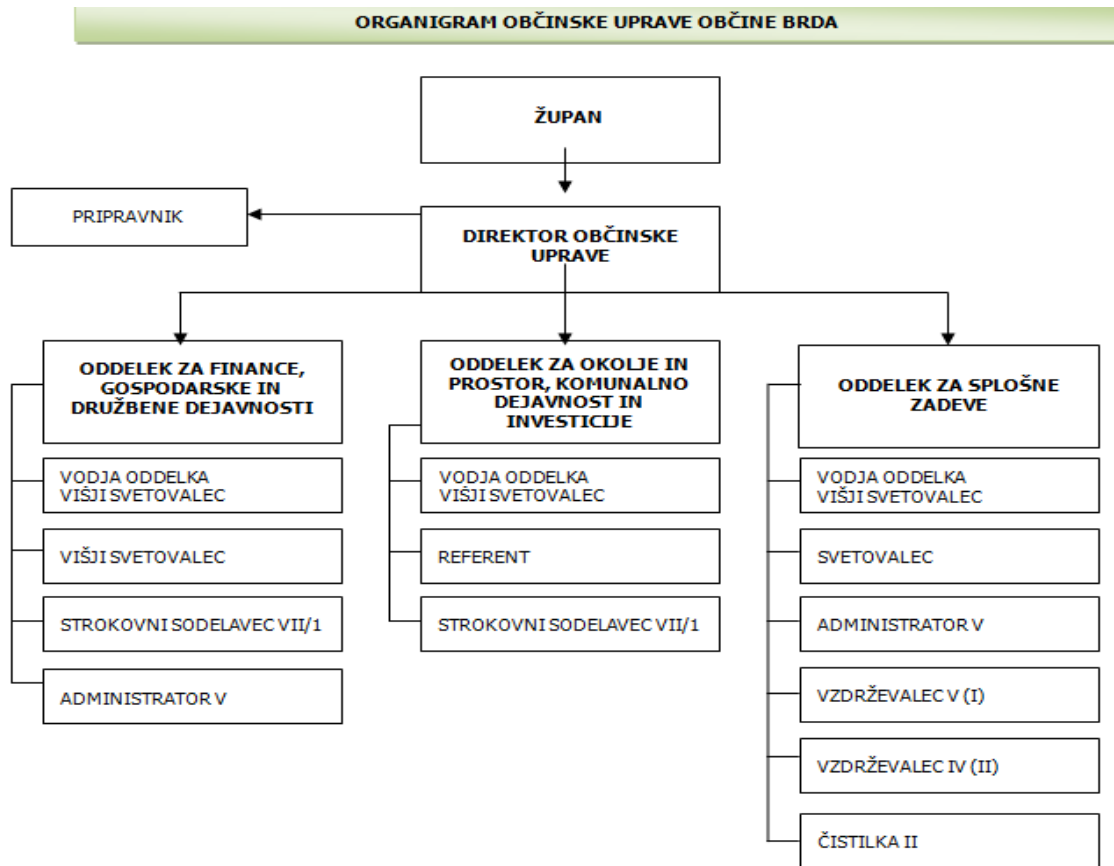 ORGANIGRAM OBČINSKE UPRAVE OBČINE BRDA
ŽUPAN
PRIPRAVNIK
DIREKTOR OBČINSKE
UPRAVE
ODDELEK ZA FINANCE,
GOSPODARSKE IN
DRUŽBENE DEJAVNOSTI
VODJA ODDELKA
VIŠJI SVETOVALEC
VIŠJI SVETOVALEC
STROKOVNI SODELAVEC VII/1
ADMINISTRATOR V
ODDELEK ZA OKOLJE IN
PROSTOR, KOMUNALNO
DEJAVNOST IN
INVESTICIJE
VODJA ODDELKA
VIŠJI SVETOVALEC
REFERENT
STROKOVNI SODELAVEC VII/1
ODDELEK ZA SPLOŠNE
ZADEVE
VODJA ODDELKA
VIŠJI SVETOVALEC
SVETOVALEC
ADMINISTRATOR V
VZDRŽEVALEC V (I)
VZDRŽEVALEC IV (II)
ČISTILKA II